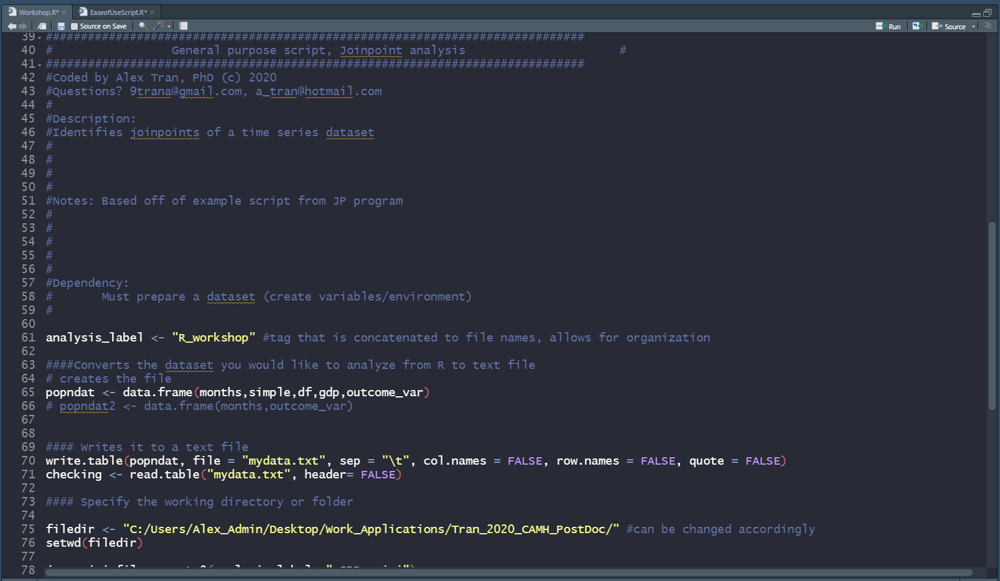 Workshop.R* × EaseofUseScript.R* ×
Source on Save Run Source
39 #############################################################################
40 # General purpose script, Joinpoint analysis #
41 #############################################################################
42 #Coded by Alex Tran, PhD (c) 2020
43 #Questions? 9trana@gmail.com, a_tran@hotmail.com
44 #
45 #Description:
46 #Identifies joinpoints of a time series dataset
47 #
48 #
49 #
50 #
51 #Notes: Based off of example script from JP program
52 #
53 #
54 #
55 #
56 #
57 #Dependency:
58 # Must prepare a dataset (create variables/environment)
59 #
60
61 analysis_label <- "R_workshop" #tag that is concatenated to file names, allows for organization
62
63 ####Converts the dataset you would like to analyze from R to text file
64 # creates the file
65 popndat <- data.frame(months,simple,df,gdp,outcome_var)
66 # popndat2 <- data.frame(months,outcome_var)
67
68
69 #### Writes it to a text file
70 write.table(popndat, file = "mydata.txt", sep = "\t", col.names = FALSE, row.names = FALSE, quote = FALSE)
71 checking <- read.table("mydata.txt", header= FALSE)
72
73 #### Specify the working directory or folder
74
75 filedir <- "C:/Users/Alex_Admin/Desktop/Work_Applications/Tran_2020_CAMH_PostDoc/" #can be changed accordingly
76 setwd(filedir)
77
78